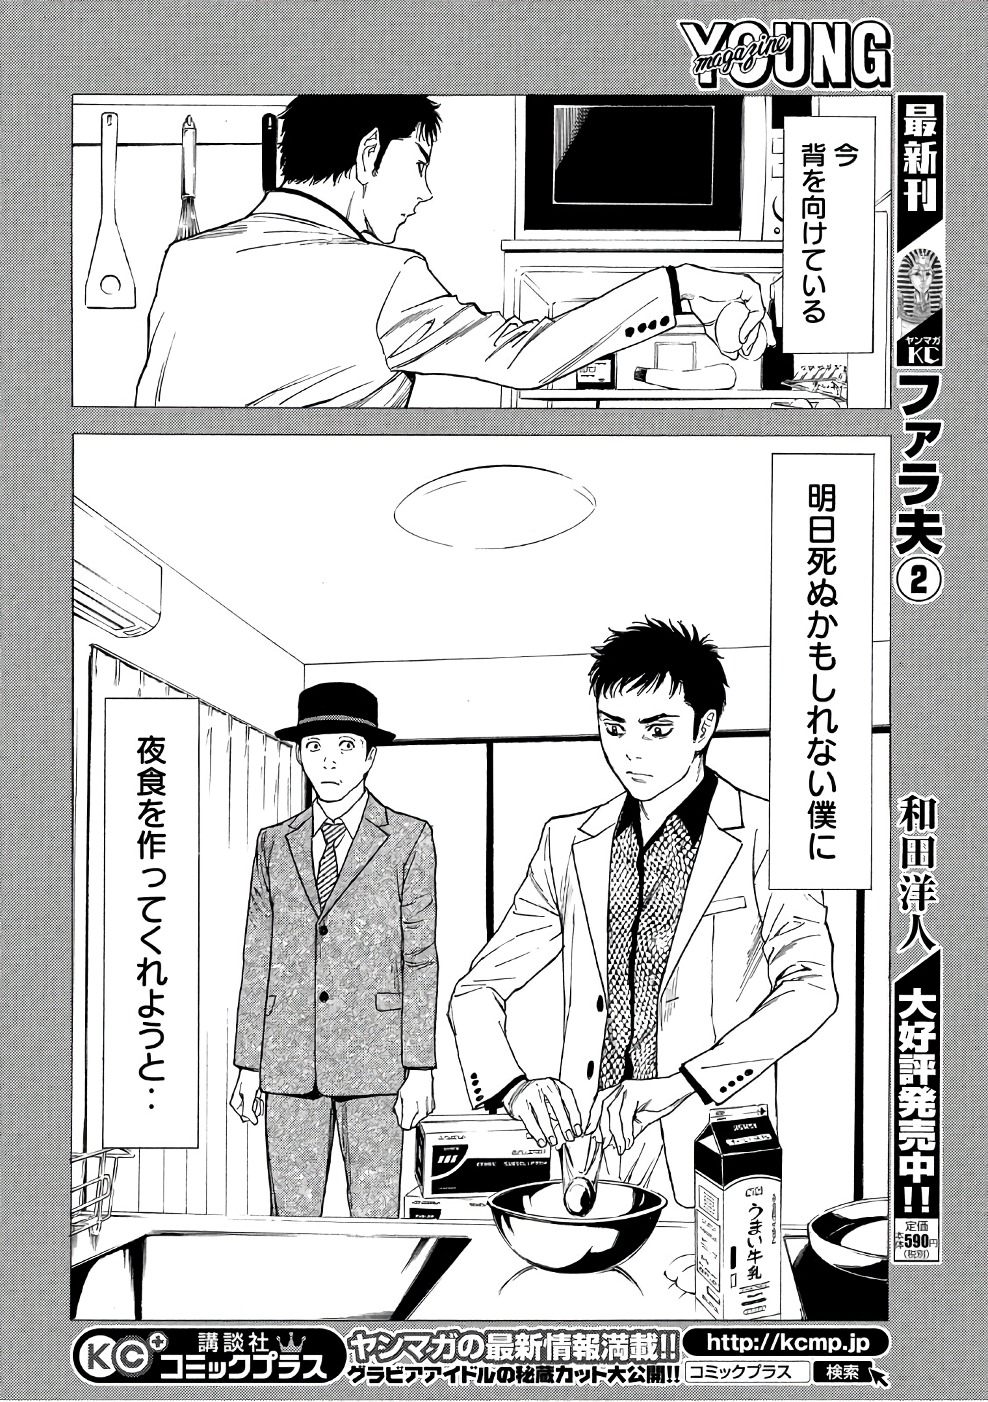 YOUNG
magazine
最新刊
ヤンマガ
KC
ファラ夫②
和田洋人
大好評発売中!!
定価
本体590円
(税別)
今
背を向けている
明日死ぬかもしれない僕に
夜食を作ってくれようと‥
うまい牛乳
KC+
講談社
コミックプラス
ヤンマガの最新情報満載!!
グラビアアイドルの秘蔵カット大公開!!
http://kcmp.jp
コミックプラス
検索